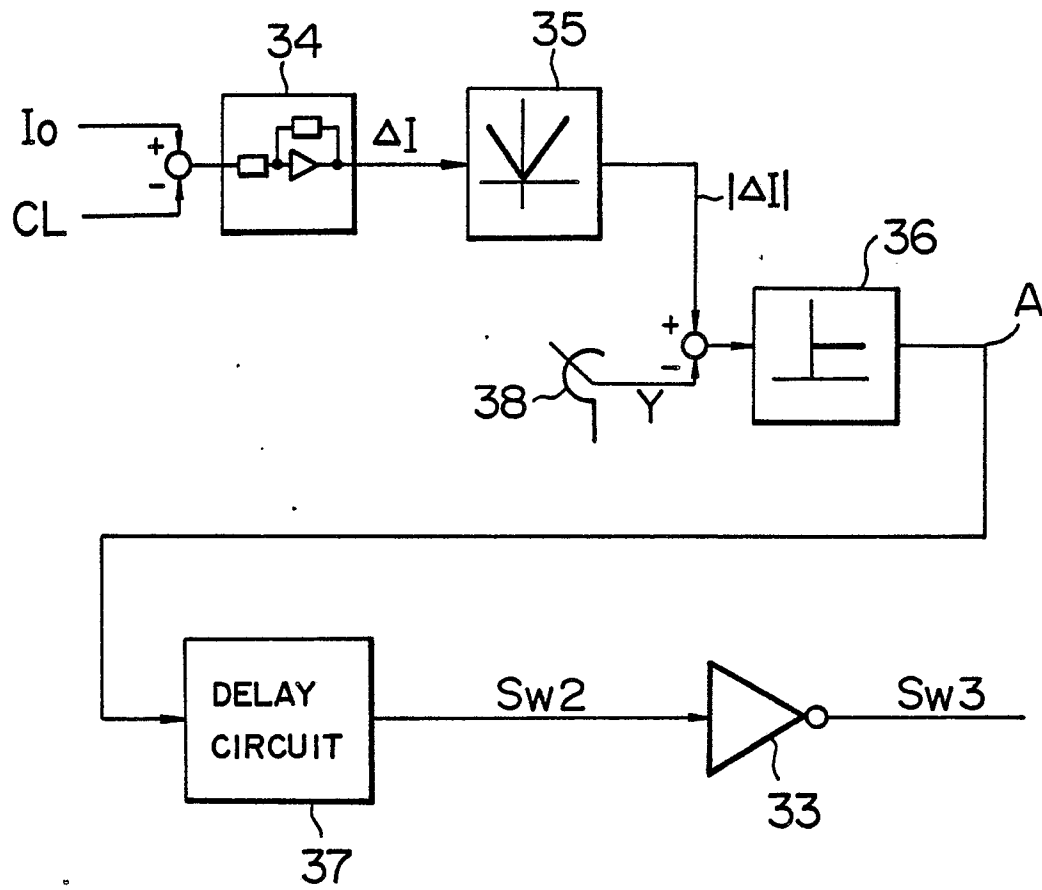 34
35
Io
+
ΔI
-
CL
|ΔI|
36
A
+
-
38
Y
DELAY
CIRCUIT
Sw2
Sw3
33
37